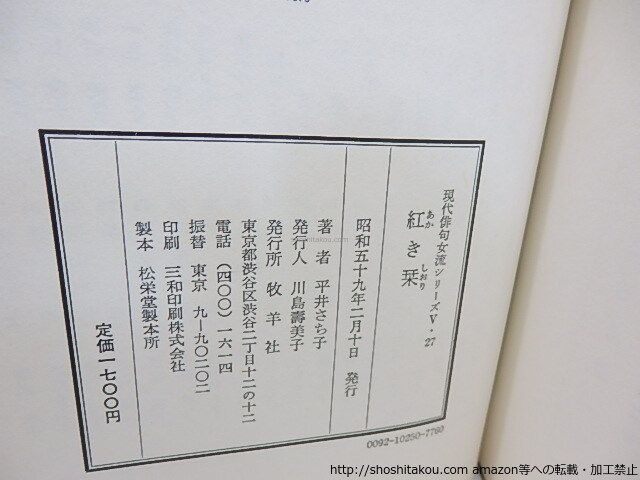 現代俳句女流シリーズⅤ・27
紅き栞
あか
しおり
昭和五十九年二月十日 発行
著者 平井さち子
発行人 川島壽美子
発行所 牧羊社
東京都渋谷区渋谷二丁目十二の十二
電話 (四〇〇) 一六一四
振替 東京 九―九〇二〇二
印刷 三和印刷株式会社
製本 松栄堂製本所
定価一七〇〇円
0092-10250-7760
http://shoshitakou.com amazon等への転載・加工禁止